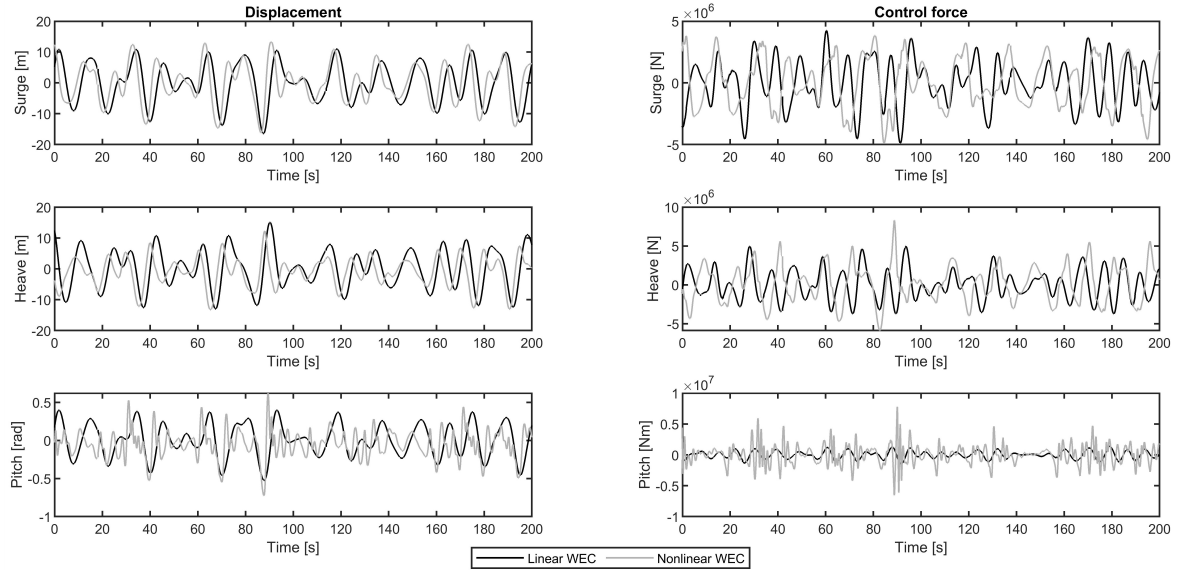 Displacement
Control force
Surge [m]
20
10
0
-10
-20
0 20 40 60 80 100 120 140 160 180 200
Time [s]
×10^6
Surge [N]
5
0
-5
0 20 40 60 80 100 120 140 160 180 200
Time [s]
Heave [m]
20
10
0
-10
-20
0 20 40 60 80 100 120 140 160 180 200
Time [s]
×10^6
Heave [N]
10
5
0
-5
0 20 40 60 80 100 120 140 160 180 200
Time [s]
Pitch [rad]
0.5
0
-0.5
-1
0 20 40 60 80 100 120 140 160 180 200
Time [s]
×10^7
Pitch [Nm]
1
0.5
0
-0.5
-1
0 20 40 60 80 100 120 140 160 180 200
Time [s]
Linear WEC Nonlinear WEC